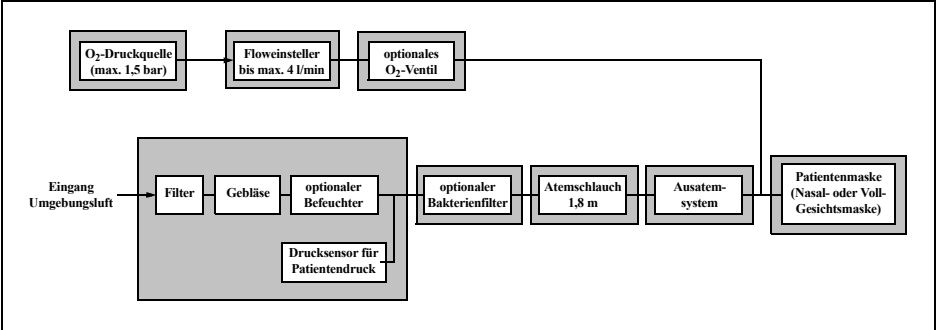 O₂-Druckquelle
(max. 1,5 bar)
Floweinsteller
bis max. 4 l/min
optionales
O₂-Ventil
Eingang
Umgebungsluft
Filter
Gebläse
optionaler
Befeuchter
Drucksensor für
Patientendruck
optionaler
Bakterienfilter
Atemschlauch
1,8 m
Ausatem-
system
Patientenmaske
(Nasal- oder Voll-
Gesichtsmaske)